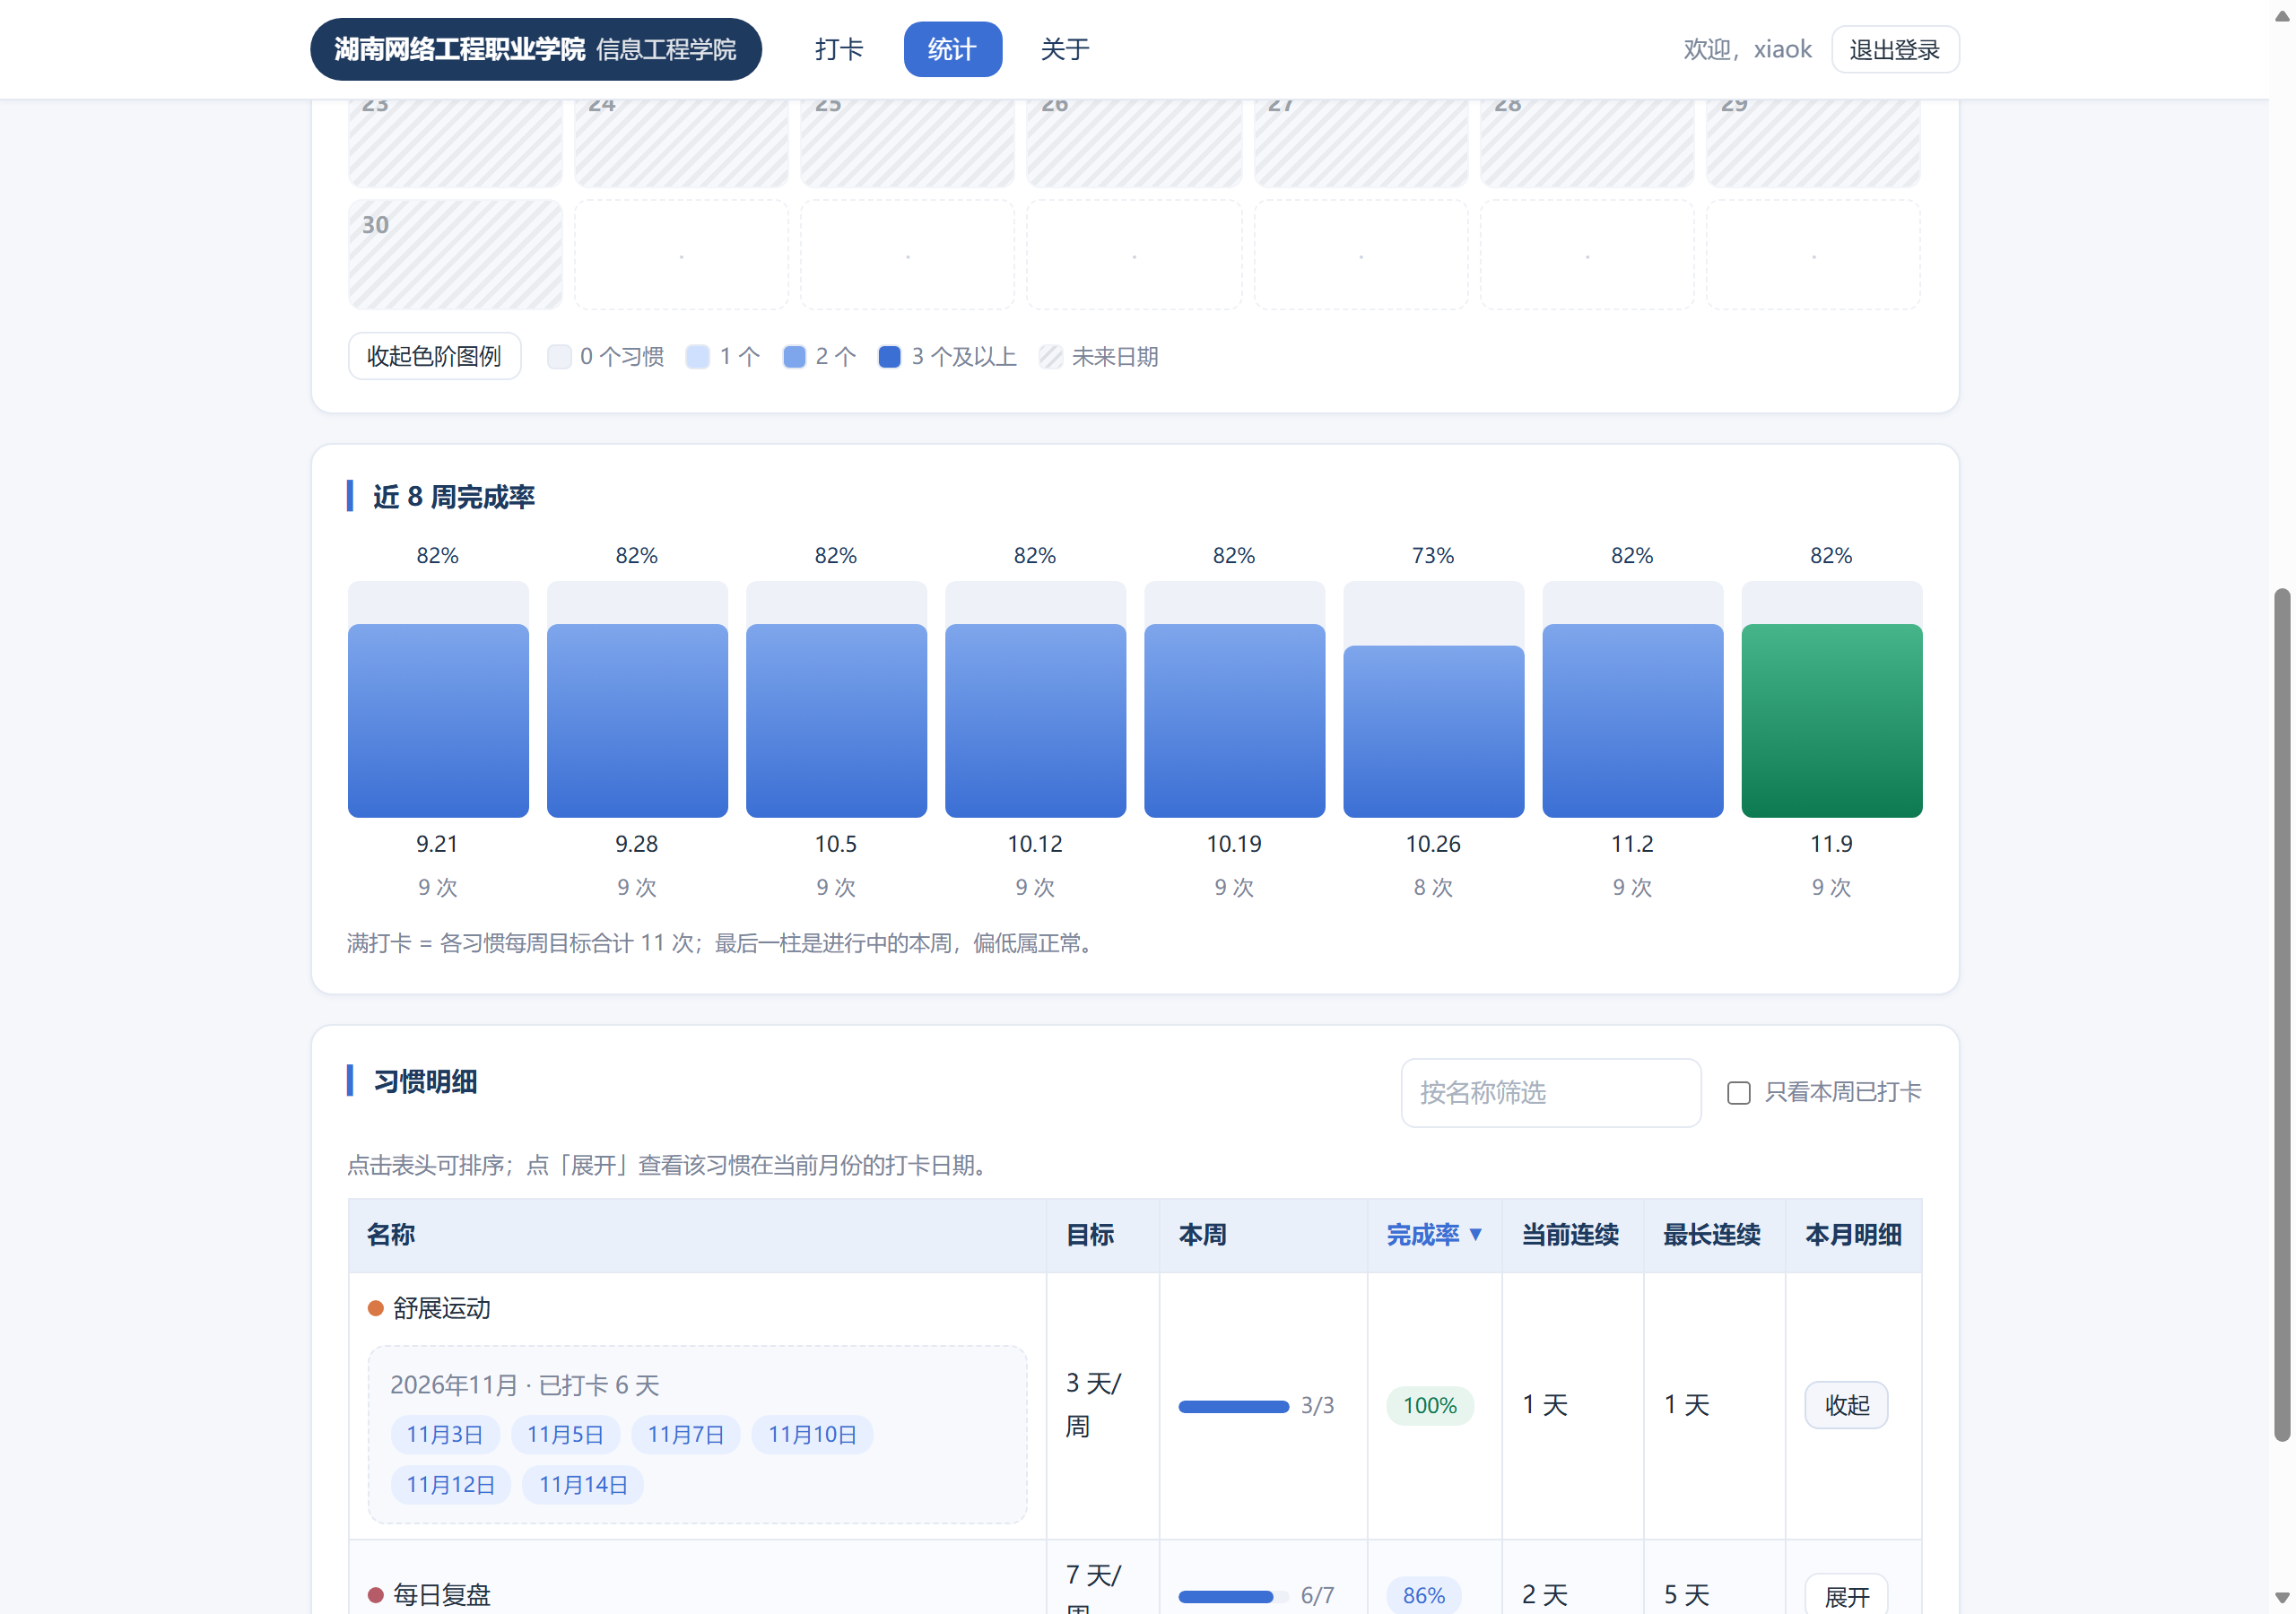 湖南网络工程职业学院 信息工程学院 打卡 统计 关于 欢迎，xiaok 退出登录
23 24 25 26 27 28 29
30
收起色阶图例 0 个习惯 1 个 2 个 3 个及以上 未来日期
近 8 周完成率
82% 82% 82% 82% 82% 73% 82% 82%
9.21 9.28 10.5 10.12 10.19 10.26 11.2 11.9
9 次 9 次 9 次 9 次 9 次 8 次 9 次 9 次
满打卡 = 各习惯每周目标合计 11 次；最后一柱是进行中的本周，偏低属正常。
习惯明细 按名称筛选 只看本周已打卡
点击表头可排序；点「展开」查看该习惯在当前月份的打卡日期。
名称 目标 本周 完成率 ▼ 当前连续 最长连续 本月明细
舒展运动
2026年11月 · 已打卡 6 天
11月3日 11月5日 11月7日 11月10日
11月12日 11月14日
3 天/
周
3/3 100% 1 天 1 天 收起
每日复盘
7 天/
周
6/7 86% 2 天 5 天 展开